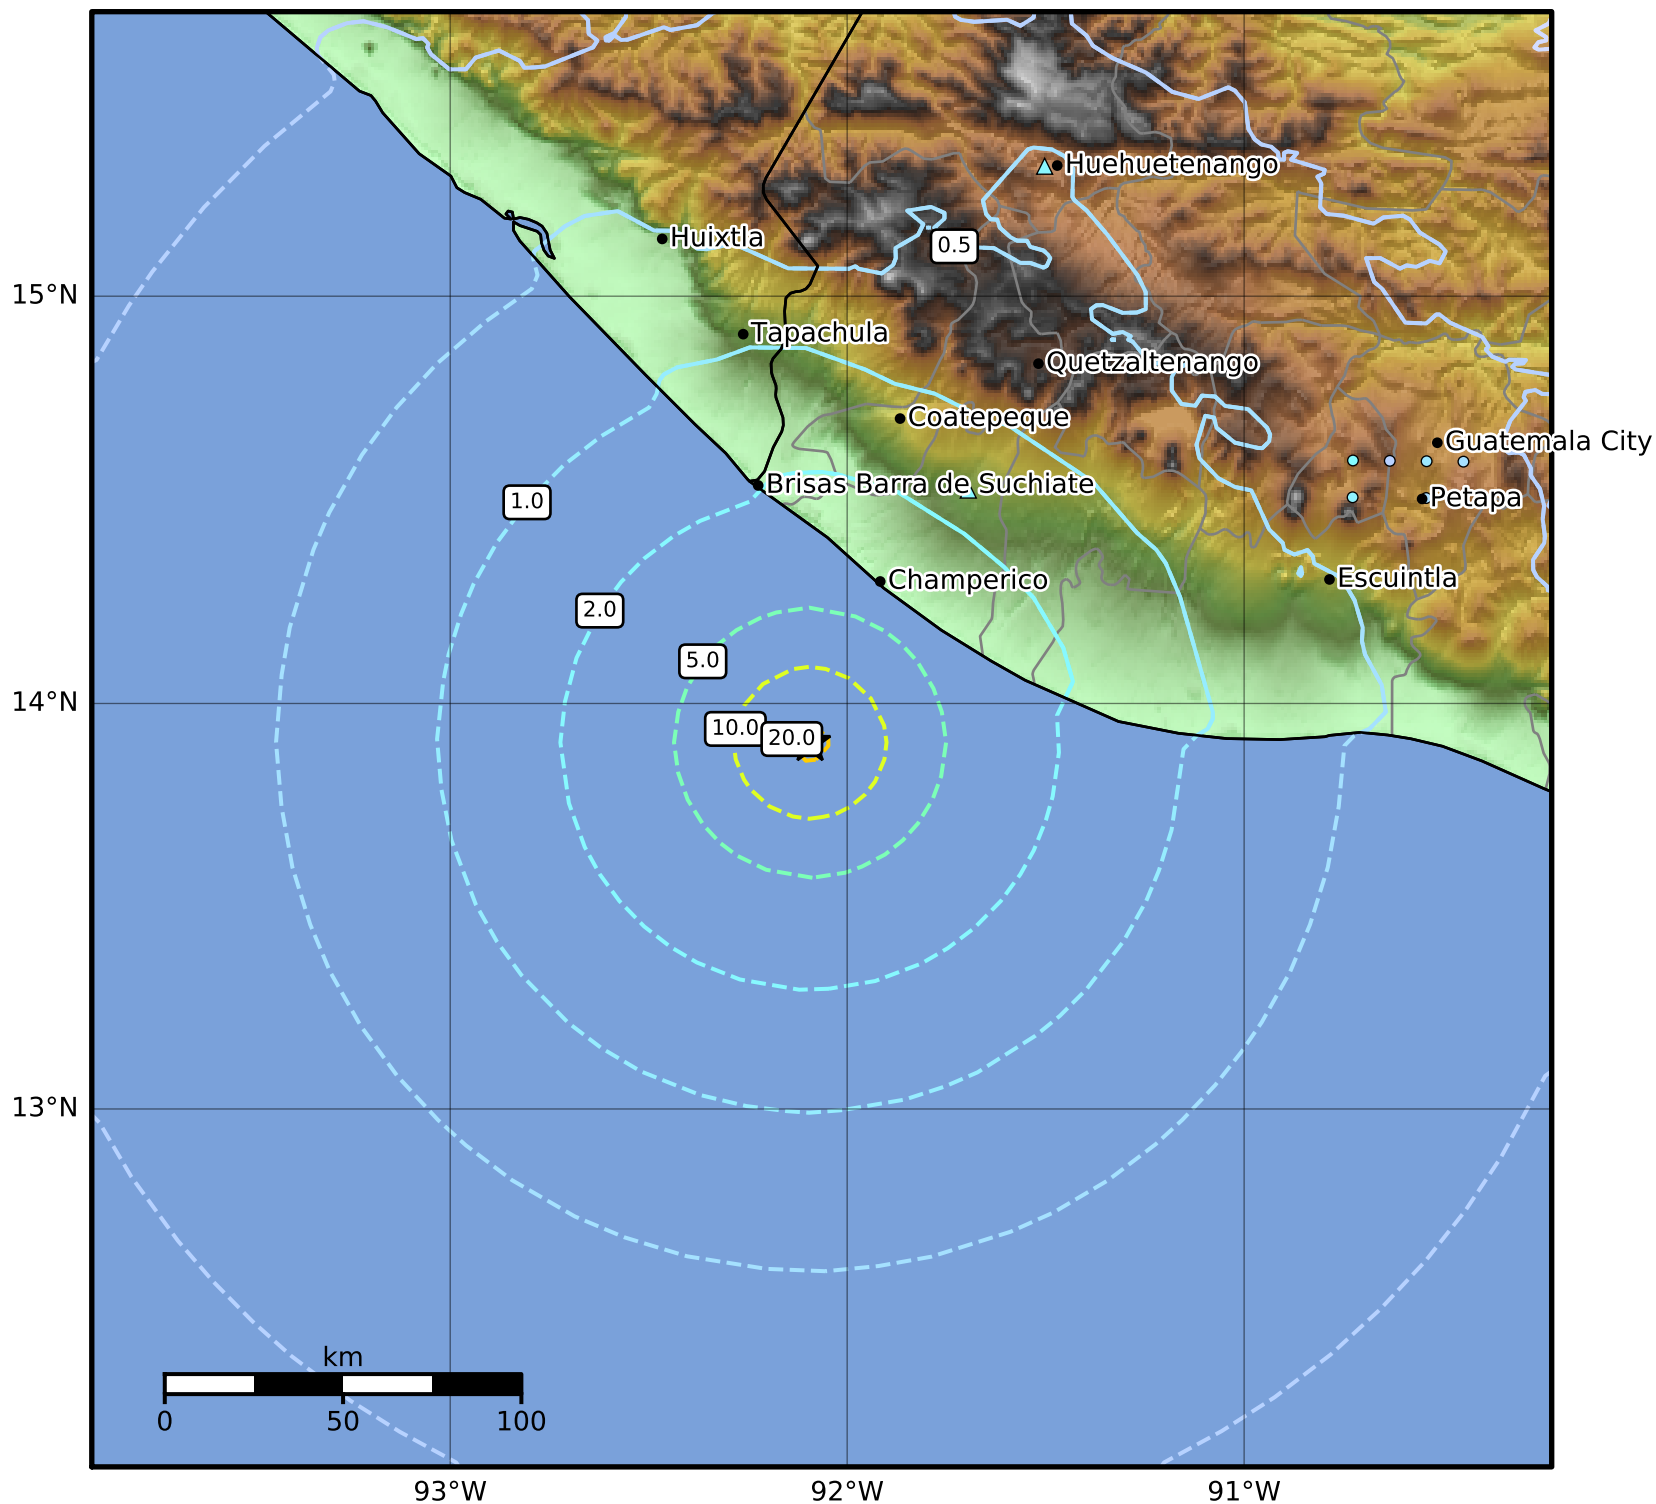 Huehuetenango
Huixtla
0.5
15°N
Tapachula
Quetzaltenango
Coatepeque
Guatemala City
Brisas Barra de Suchiate
Petapa
1.0
Champerico
Escuintla
2.0
5.0
14°N
10.0
20.0
13°N
km
0 50 100
93°W 92°W 91°W